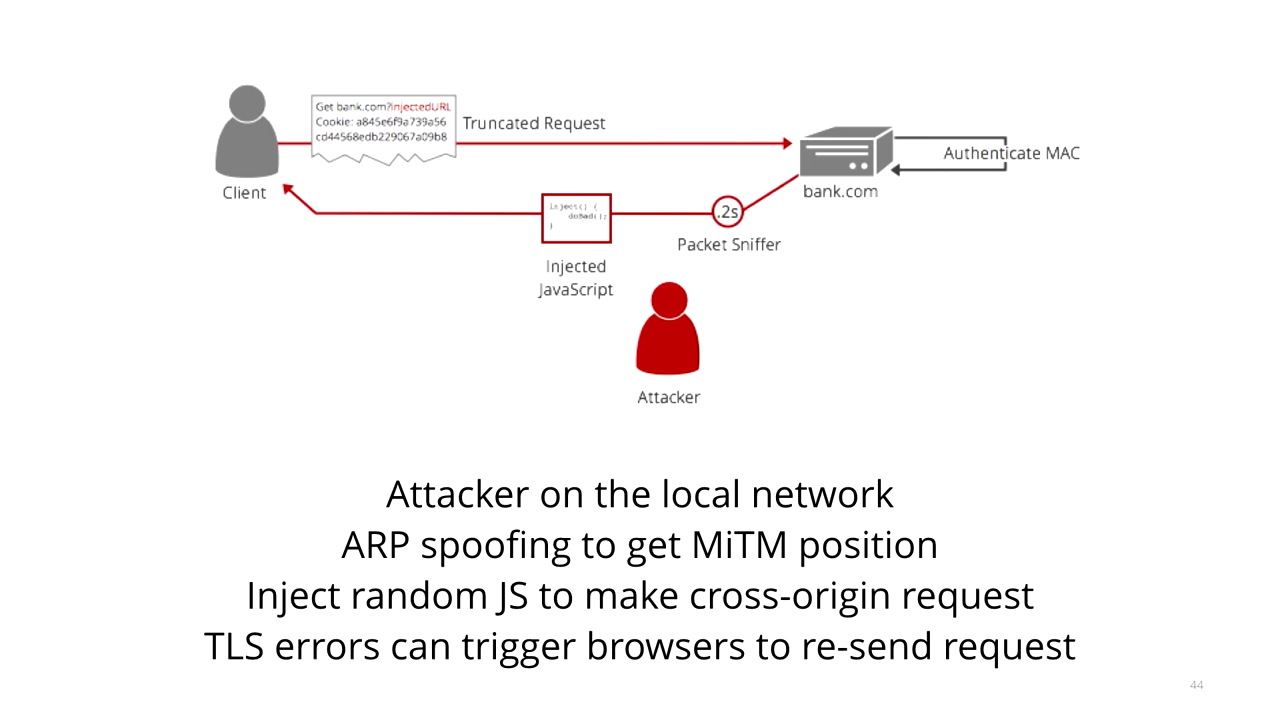 Get bank.com?injectedURL
Cookie: a845e6f9a739a56
cd44568edb229067a09b8
Truncated Request
Authenticate MAC
Client
bank.com
inject() {
doBad();
}
.2s
Packet Sniffer
Injected
JavaScript
Attacker
Attacker on the local network
ARP spoofing to get MiTM position
Inject random JS to make cross-origin request
TLS errors can trigger browsers to re-send request
44